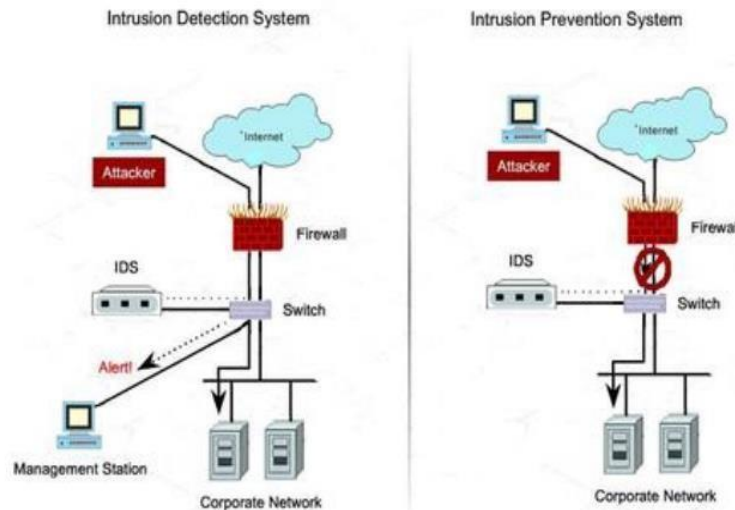 Intrusion Detection System
Internet
Attacker
Firewall
IDS
Switch
Alert!
Management Station
Corporate Network
Intrusion Prevention System
Internet
Attacker
Firewa
IDS
Switch
Corporate Network